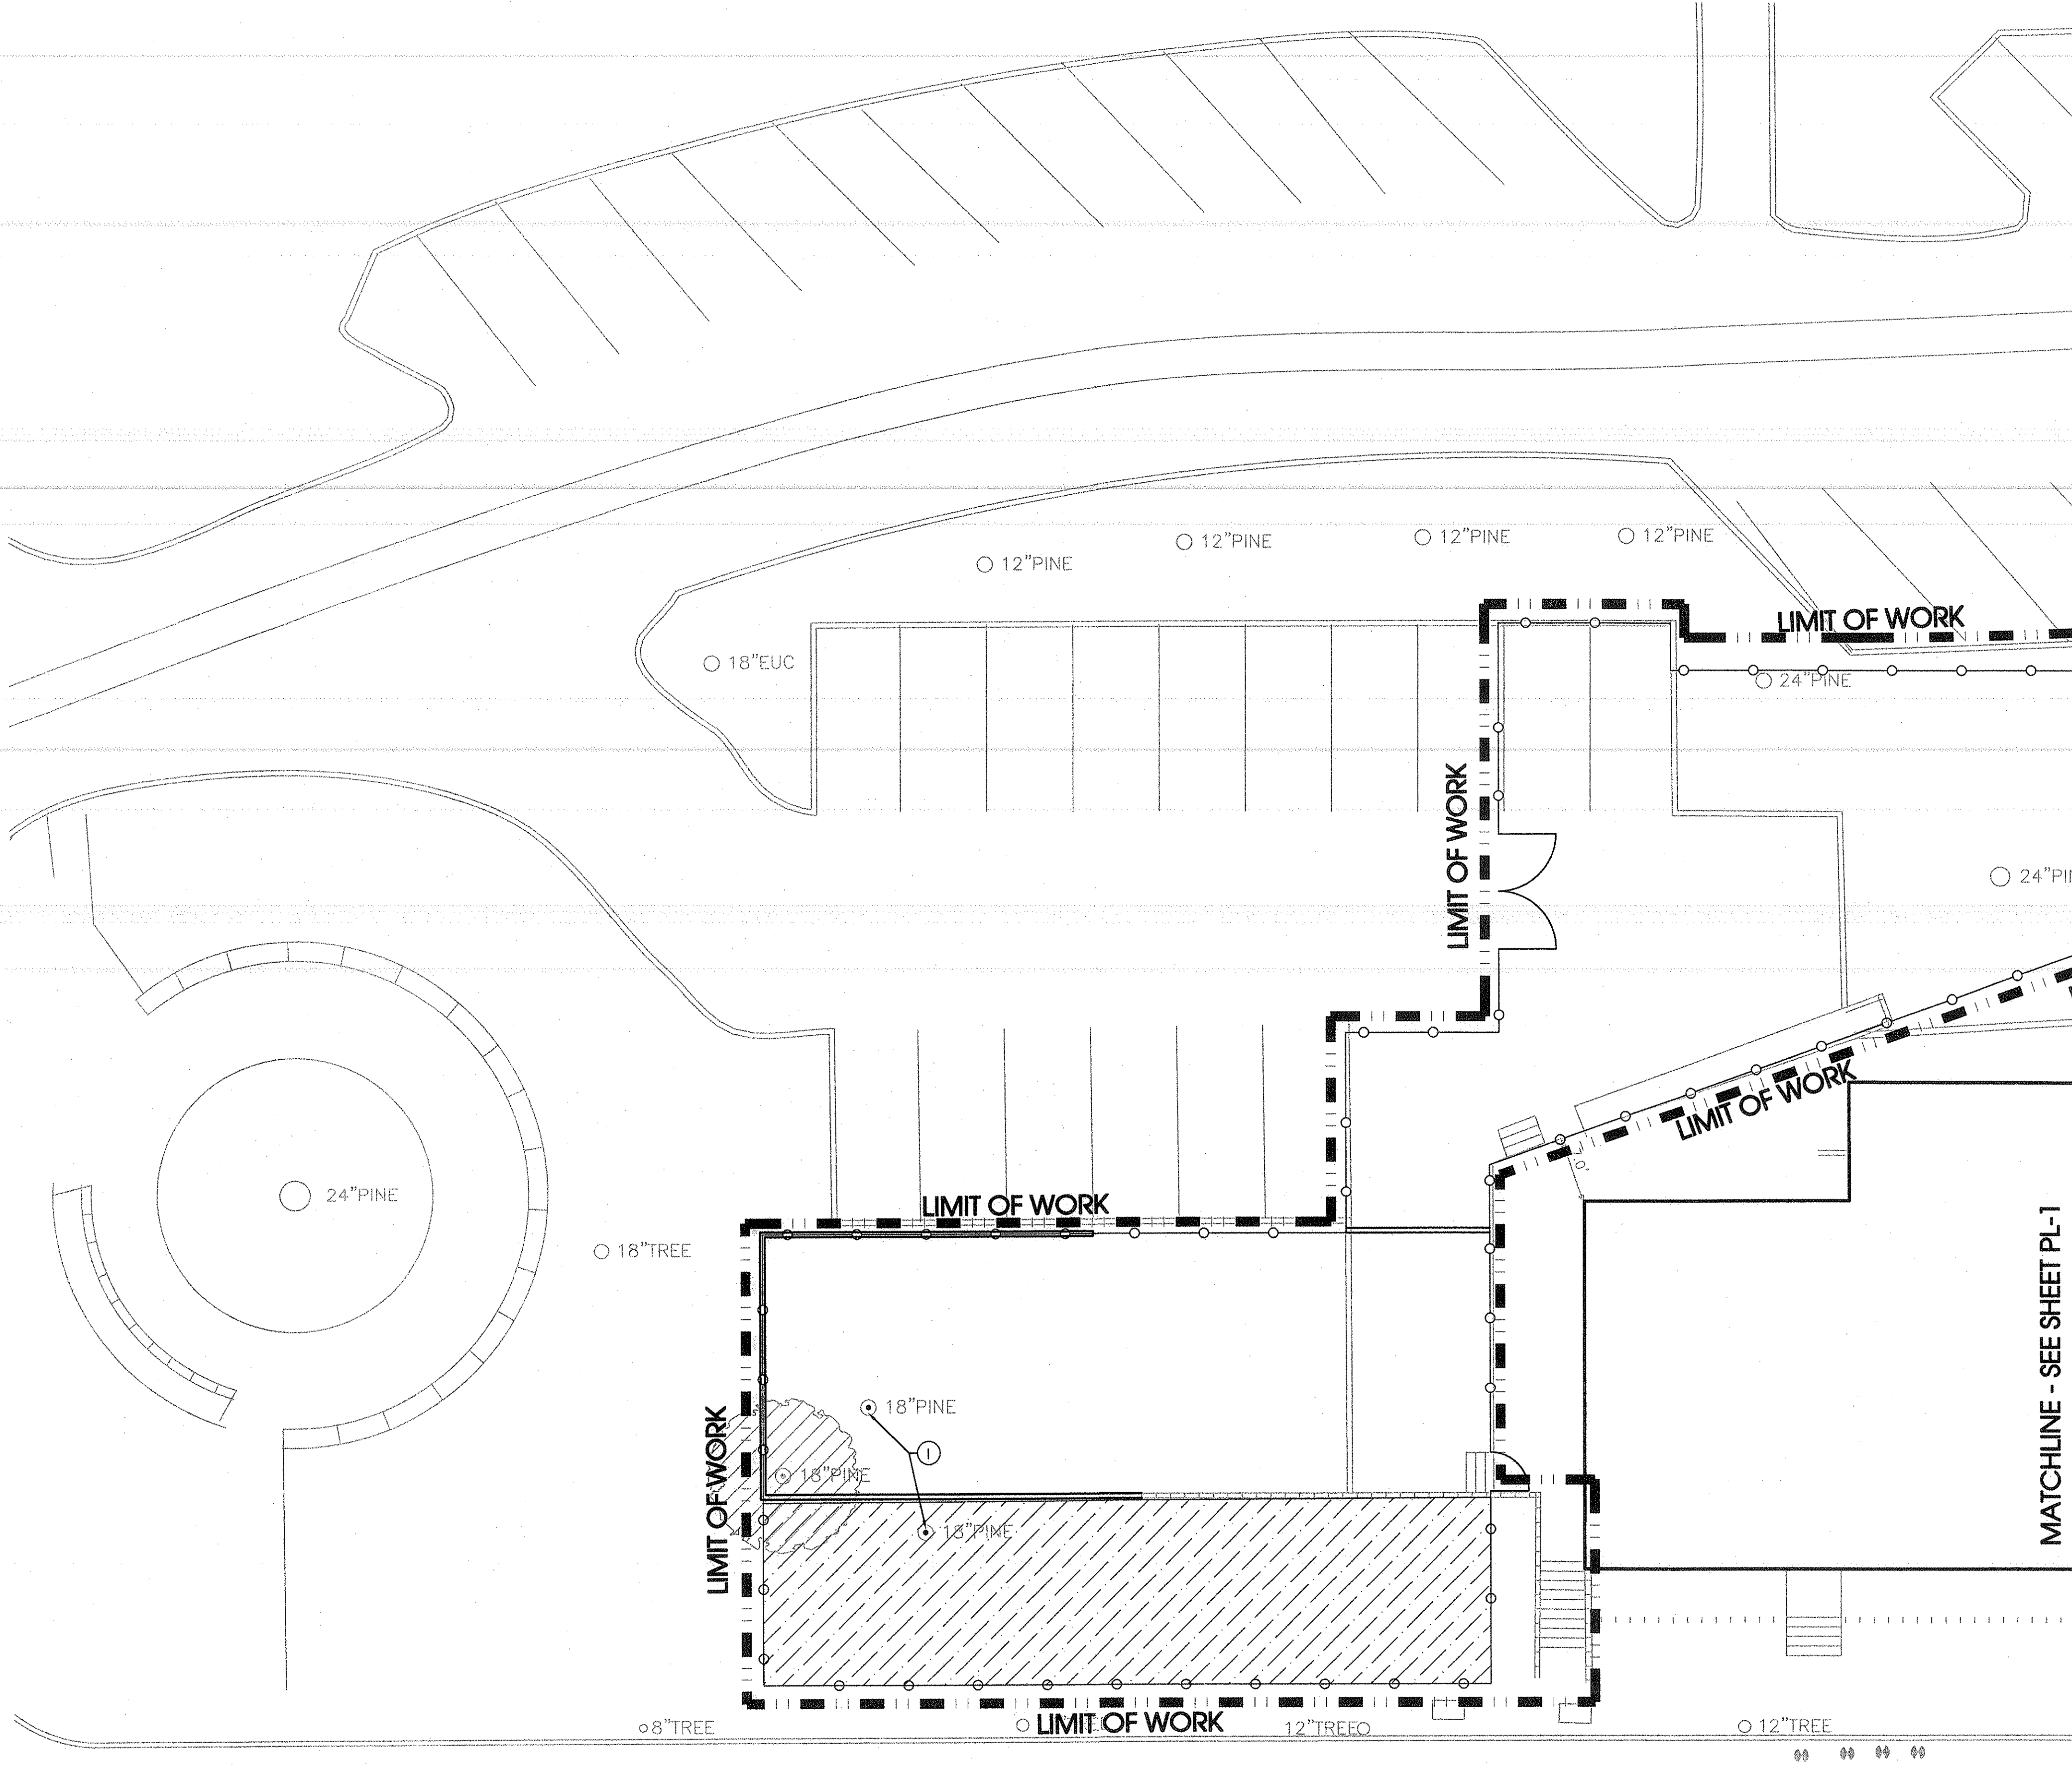 12"PINE
12"PINE
12"PINE
12"PINE
LIMIT OF WORK
18"EUC
24"PINE
LIMIT OF WORK
LIMIT OF WORK
24"PINE
LIMIT OF WORK
18"TREE
MATCHLINE - SEE SHEET PL-1
18"PINE
1
18"PINE
LIMIT OF WORK
18"PINE
8"TREE
LIMIT OF WORK
12"TREE
12"TREE